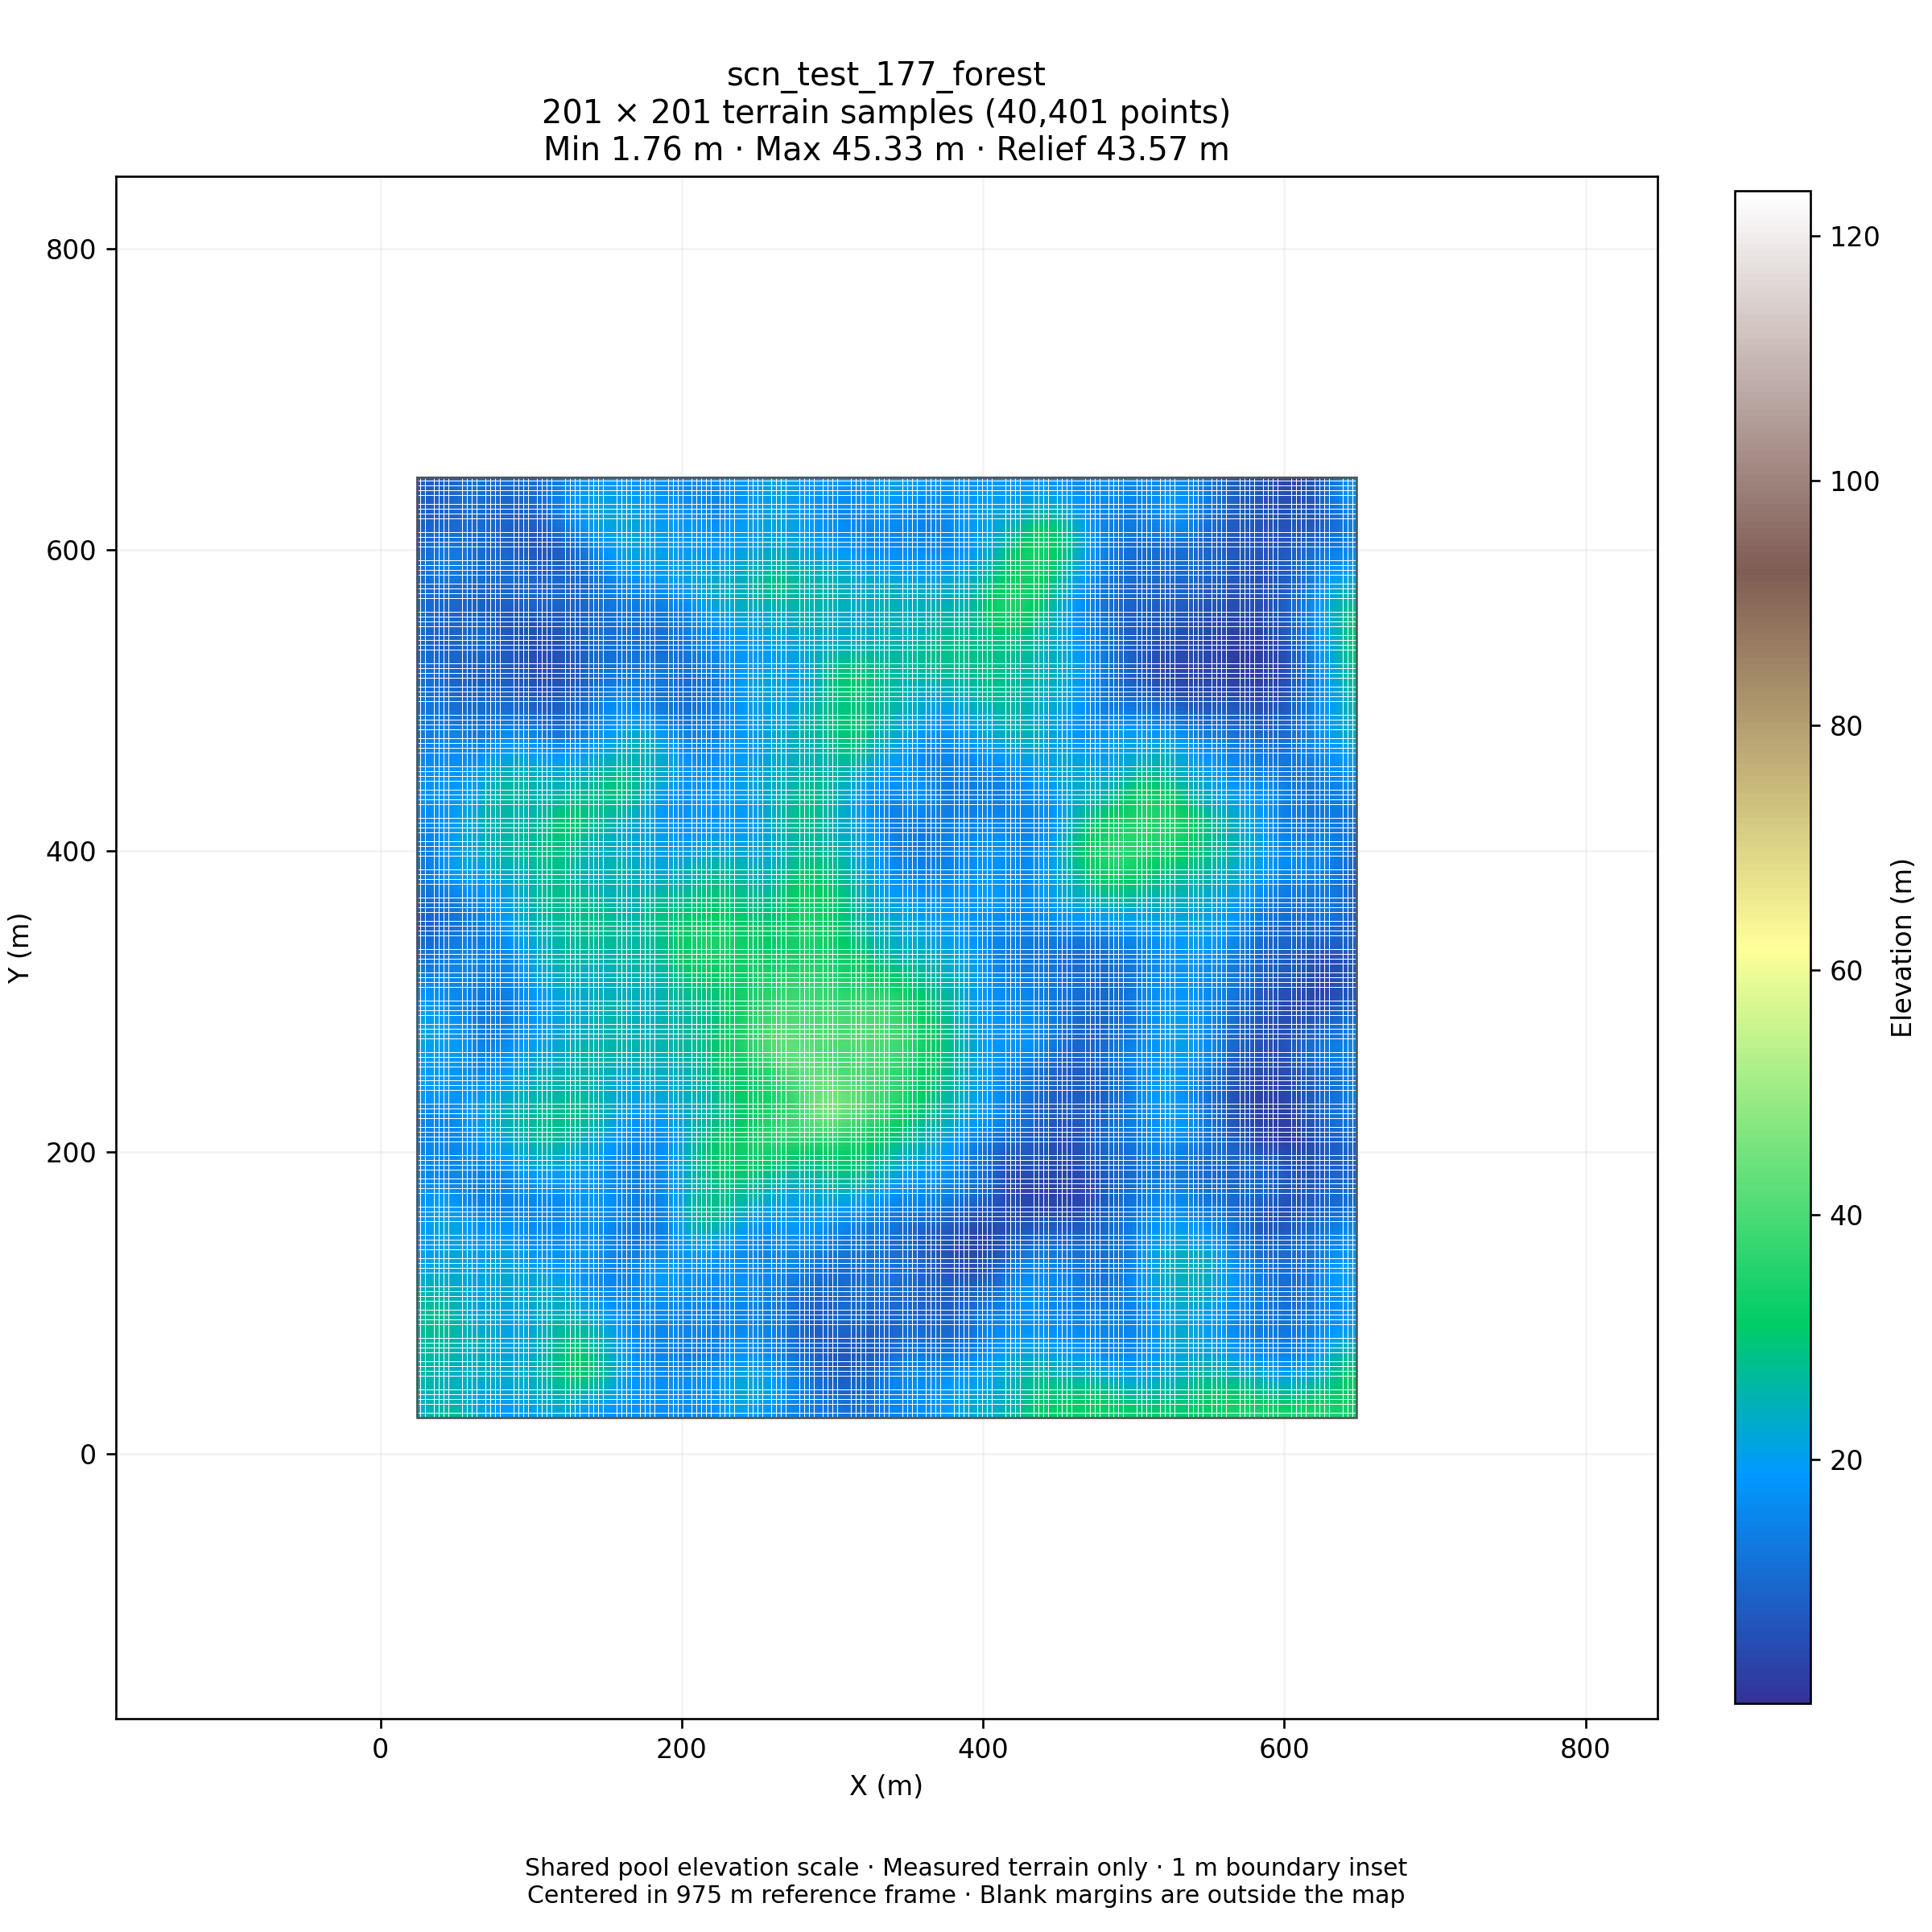 scn_test_177_forest
201 × 201 terrain samples (40,401 points)
Min 1.76 m · Max 45.33 m · Relief 43.57 m
800
600
400
200
0
Y (m)
0
200
400
600
800
X (m)
120
100
80
60
40
20
Elevation (m)
Shared pool elevation scale · Measured terrain only · 1 m boundary inset
Centered in 975 m reference frame · Blank margins are outside the map